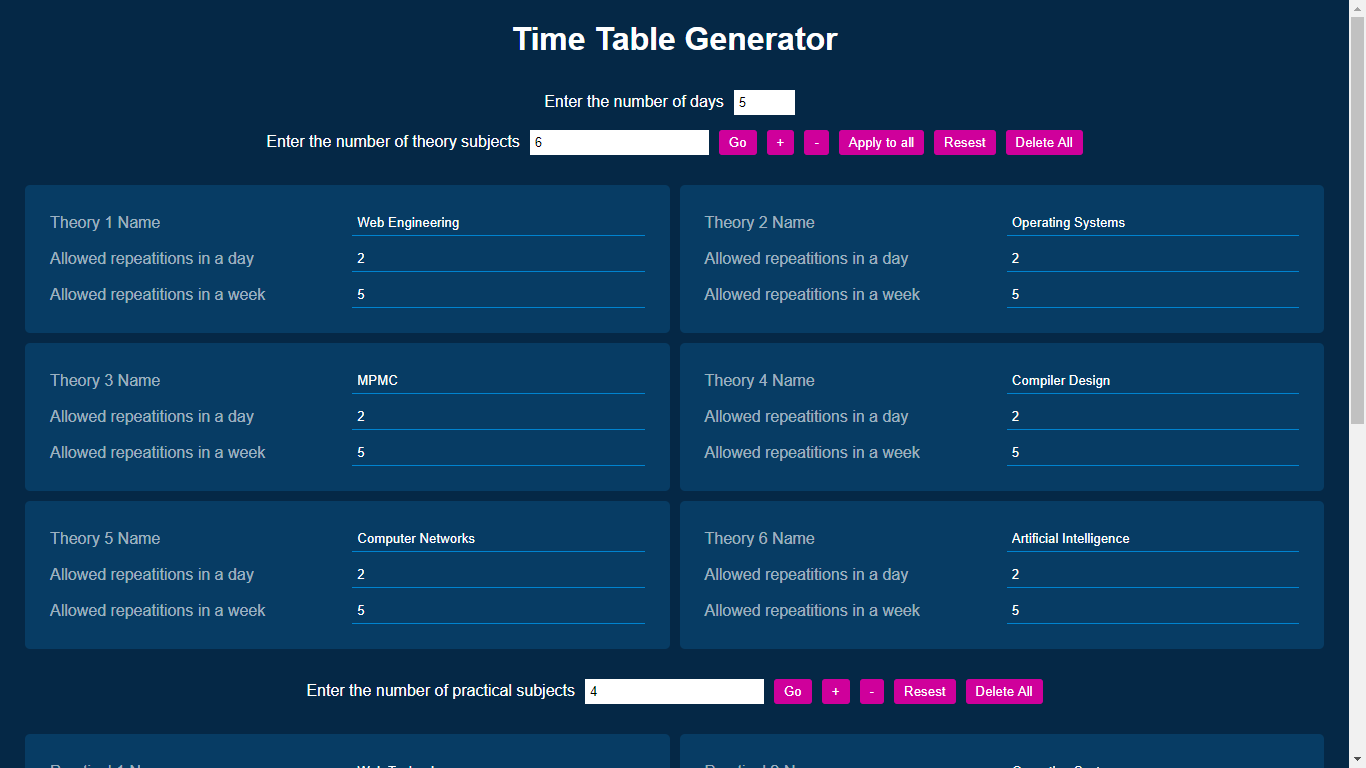 Time Table Generator
Enter the number of days 5
Enter the number of theory subjects 6 Go + - Apply to all Resest Delete All
Theory 1 Name Web Engineering
Allowed repeatitions in a day 2
Allowed repeatitions in a week 5
Theory 2 Name Operating Systems
Allowed repeatitions in a day 2
Allowed repeatitions in a week 5
Theory 3 Name MPMC
Allowed repeatitions in a day 2
Allowed repeatitions in a week 5
Theory 4 Name Compiler Design
Allowed repeatitions in a day 2
Allowed repeatitions in a week 5
Theory 5 Name Computer Networks
Allowed repeatitions in a day 2
Allowed repeatitions in a week 5
Theory 6 Name Artificial Intelligence
Allowed repeatitions in a day 2
Allowed repeatitions in a week 5
Enter the number of practical subjects 4 Go + - Resest Delete All